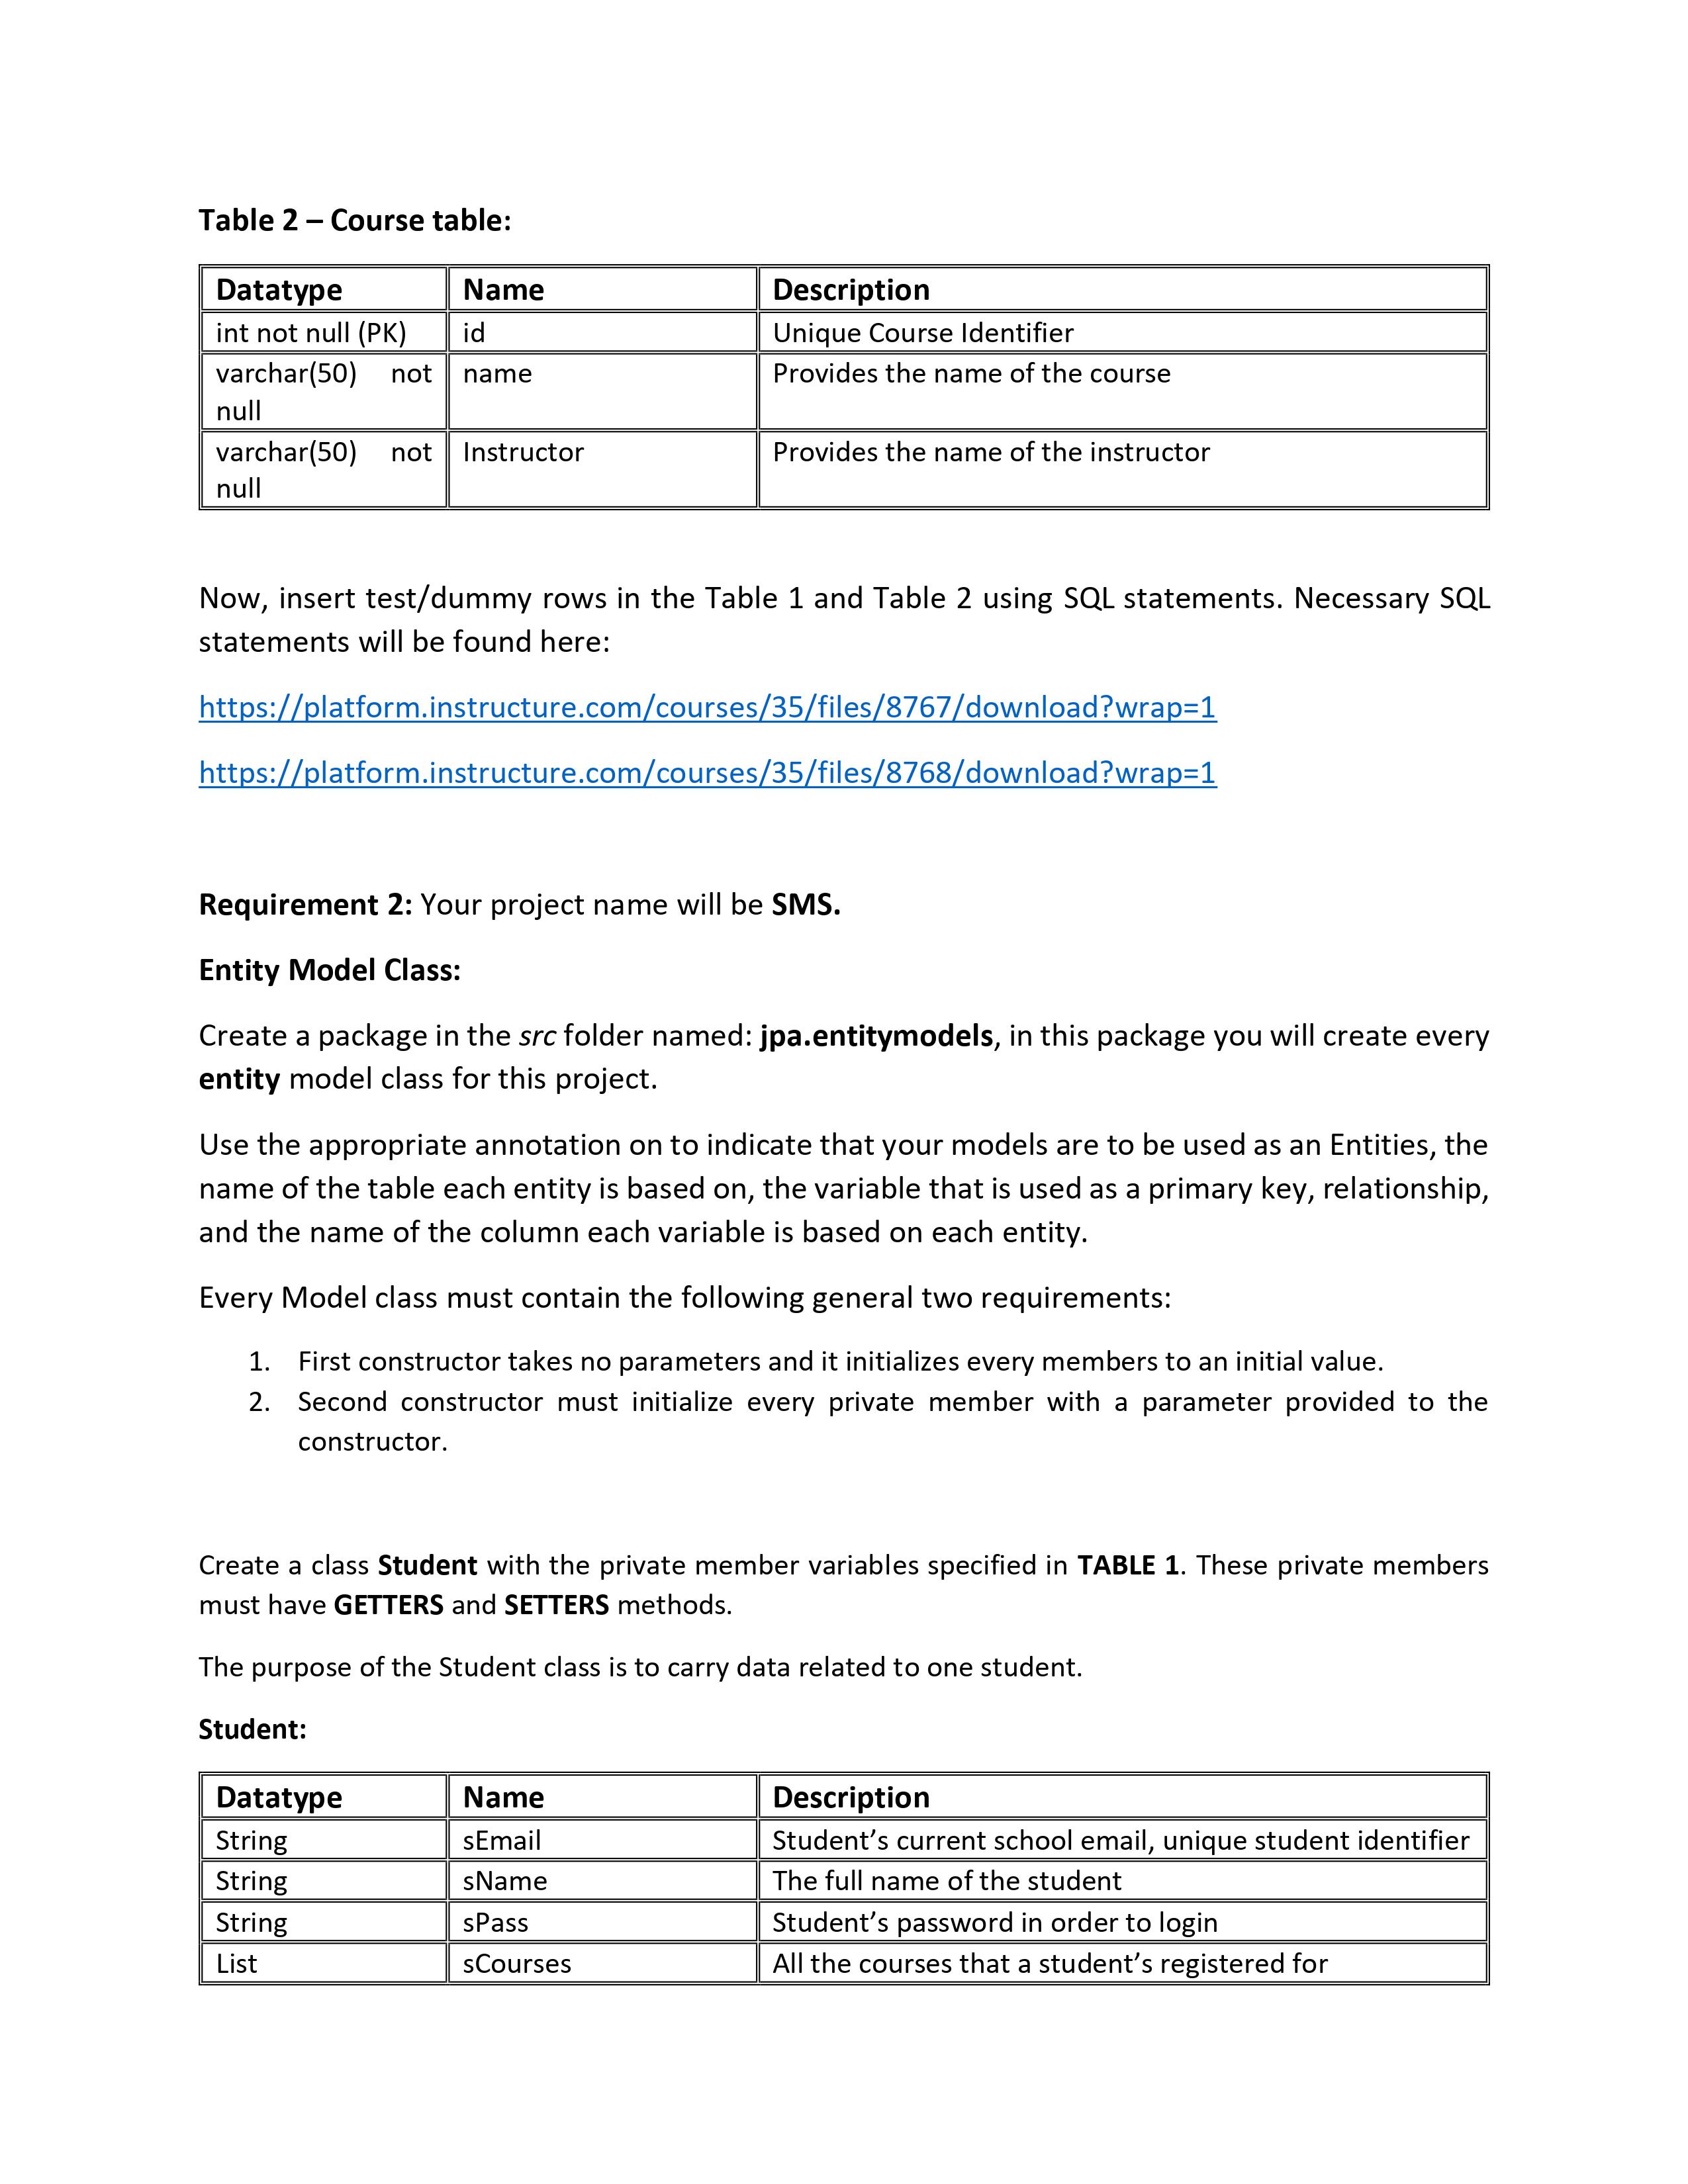 Table 2 – Course table:
Datatype Name Description
int not null (PK) id Unique Course Identifier
varchar(50) not name Provides the name of the course
null
varchar(50) not Instructor Provides the name of the instructor
null
Now, insert test/dummy rows in the Table 1 and Table 2 using SQL statements. Necessary SQL
statements will be found here:
https://platform.instructure.com/courses/35/files/8767/download?wrap=1
https://platform.instructure.com/courses/35/files/8768/download?wrap=1
Requirement 2: Your project name will be SMS.
Entity Model Class:
Create a package in the src folder named: jpa.entitymodels, in this package you will create every
entity model class for this project.
Use the appropriate annotation on to indicate that your models are to be used as an Entities, the
name of the table each entity is based on, the variable that is used as a primary key, relationship,
and the name of the column each variable is based on each entity.
Every Model class must contain the following general two requirements:
1. First constructor takes no parameters and it initializes every members to an initial value.
2. Second constructor must initialize every private member with a parameter provided to the
constructor.
Create a class Student with the private member variables specified in TABLE 1. These private members
must have GETTERS and SETTERS methods.
The purpose of the Student class is to carry data related to one student.
Student:
Datatype Name Description
String sEmail Student’s current school email, unique student identifier
String sName The full name of the student
String sPass Student’s password in order to login
List sCourses All the courses that a student’s registered for